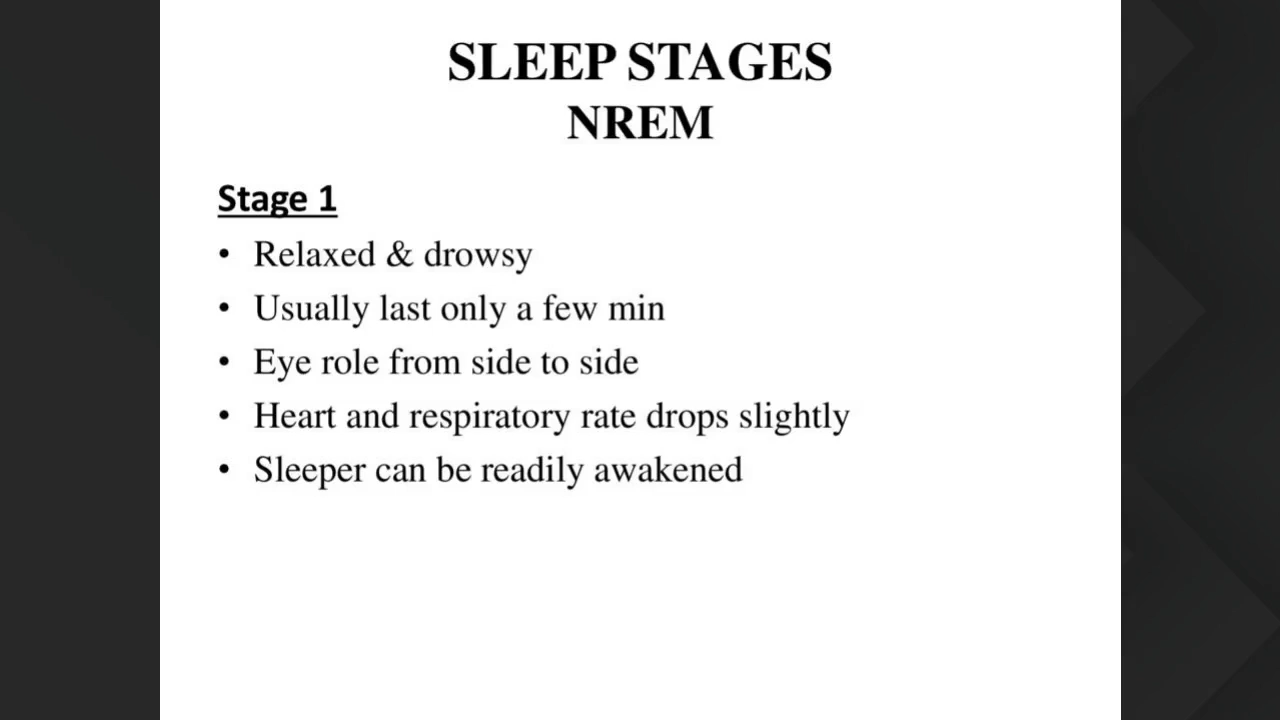 SLEEP STAGES
NREM
Stage 1
• Relaxed & drowsy
• Usually last only a few min
• Eye role from side to side
• Heart and respiratory rate drops slightly
• Sleeper can be readily awakened